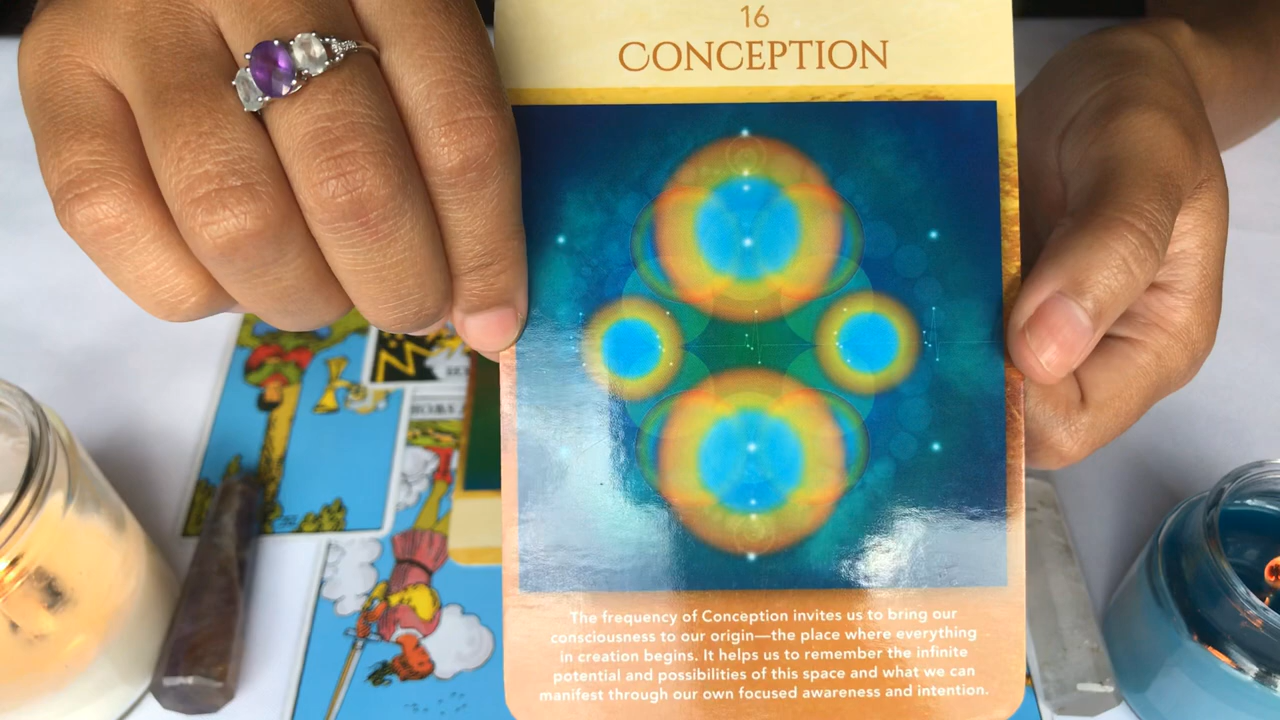 16
CONCEPTION
The frequency of Conception invites us to bring our
consciousness to our origin—the place where everything
in creation begins. It helps us to remember the infinite
potential and possibilities of this space and what we can
manifest through our own focused awareness and intention.